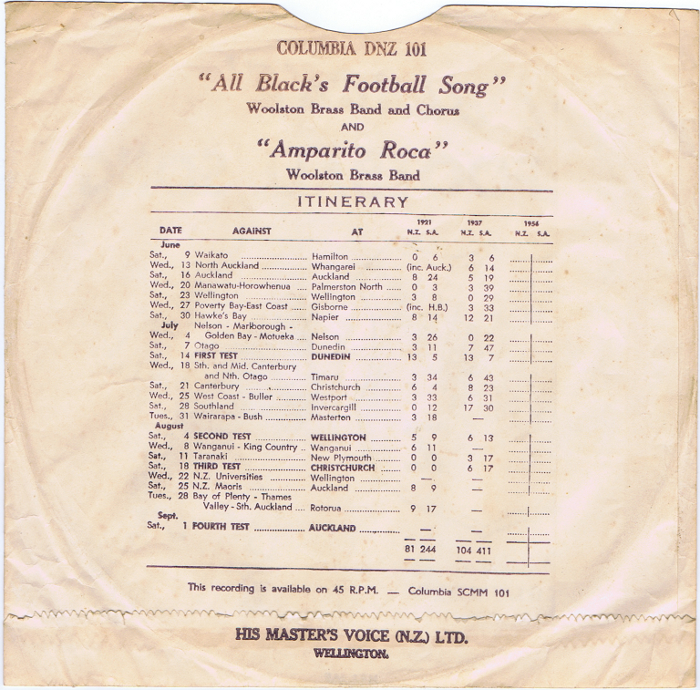 COLUMBIA DNZ 101
"All Black's Football Song"
Woolston Brass Band and Chorus
AND
"Amparito Roca"
Woolston Brass Band
ITINERARY
1921 1937 1956
DATE AGAINST AT N.Z. S.A. N.Z. S.A. N.Z. S.A.
June
Sat., 9 Waikato Hamilton 0 6 3 6
Wed., 13 North Auckland Whangarei (inc. Auck.) 6 14
Sat., 16 Auckland Auckland 8 24 5 19
Wed., 20 Manawatu-Horowhenua Palmerston North 0 3 3 39
Sat., 23 Wellington Wellington 3 8 0 29
Wed., 27 Poverty Bay-East Coast Gisborne (inc. H.B.) 3 33
Sat., 30 Hawke's Bay Napier 8 14 12 21
July Nelson - Marlborough -
Wed., 4 Golden Bay - Motueka Nelson 3 26 0 22
Sat., 7 Otago Dunedin 3 11 7 47
Sat., 14 FIRST TEST DUNEDIN 13 5 13 7
Wed., 18 Sth. and Mid. Canterbury
and Nth. Otago Timaru 3 34 6 43
Sat., 21 Canterbury Christchurch 6 4 8 23
Wed., 25 West Coast - Buller Westport 3 33 6 31
Sat., 28 Southland Invercargill 0 12 17 30
Tues., 31 Wairarapa - Bush Masterton 3 18 —
August
Sat., 4 SECOND TEST WELLINGTON 5 9 6 13
Wed., 8 Wanganui - King Country Wanganui 6 11 —
Sat., 11 Taranaki New Plymouth 0 0 3 17
Sat., 18 THIRD TEST CHRISTCHURCH 0 0 6 17
Wed., 22 N.Z. Universities Wellington — —
Sat., 25 N.Z. Maoris Auckland 8 9 —
Tues., 28 Bay of Plenty - Thames
Valley - Sth. Auckland Rotorua 9 17 —
Sept.
Sat., 1 FOURTH TEST AUCKLAND — —
81 244 104 411
This recording is available on 45 R.P.M. — Columbia SCMM 101
HIS MASTER'S VOICE (N.Z.) LTD.
WELLINGTON.